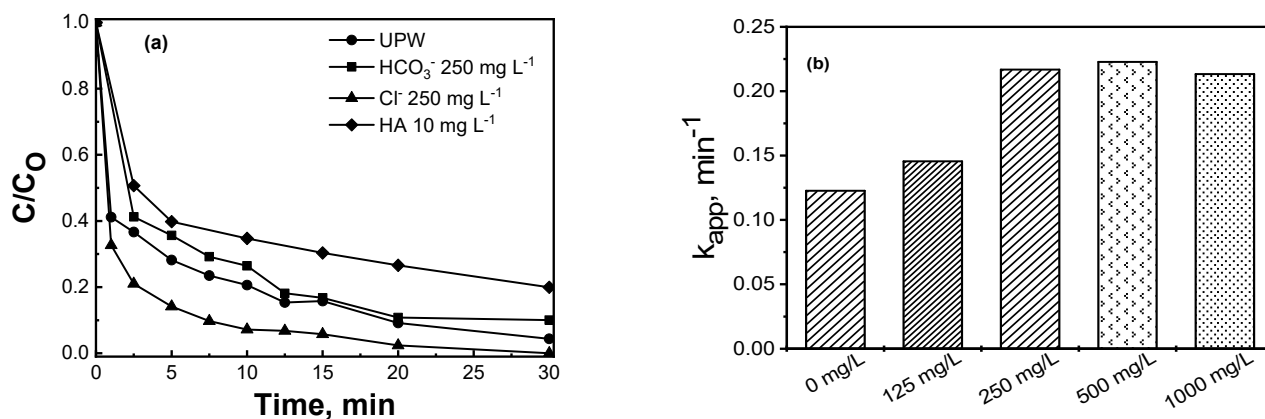 (a)
UPW
HCO₃⁻ 250 mg L⁻¹
Cl⁻ 250 mg L⁻¹
HA 10 mg L⁻¹
1.0
0.8
0.6
0.4
0.2
0.0
C/C_O
0 5 10 15 20 25 30
Time, min
(b)
0.25
0.20
0.15
0.10
0.05
0.00
k_app, min⁻¹
0 mg/L
125 mg/L
250 mg/L
500 mg/L
1000 mg/L